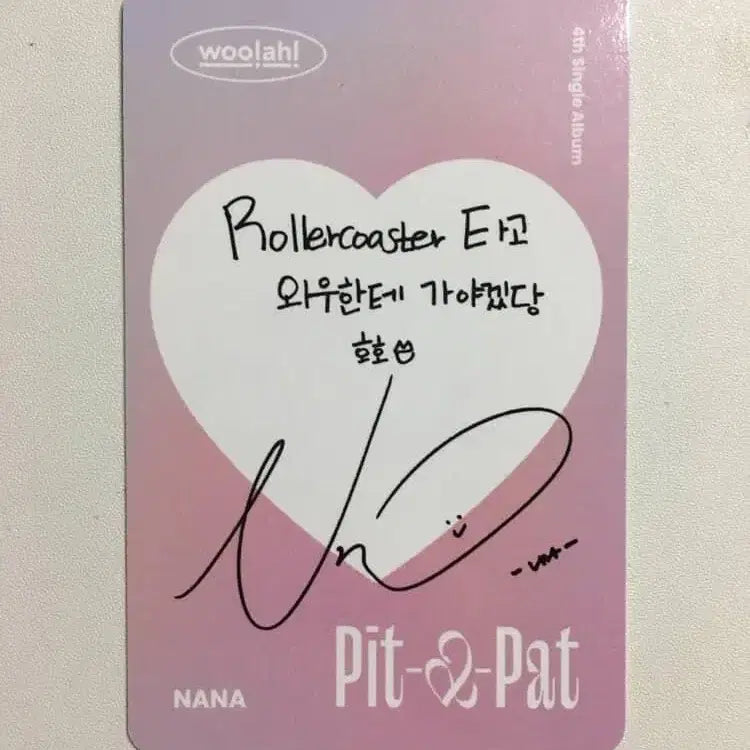 woo!ah!
4th Single Album
Rollercoaster 타고
와우한테 가야겠당
호호
NANA
Pit-a-Pat